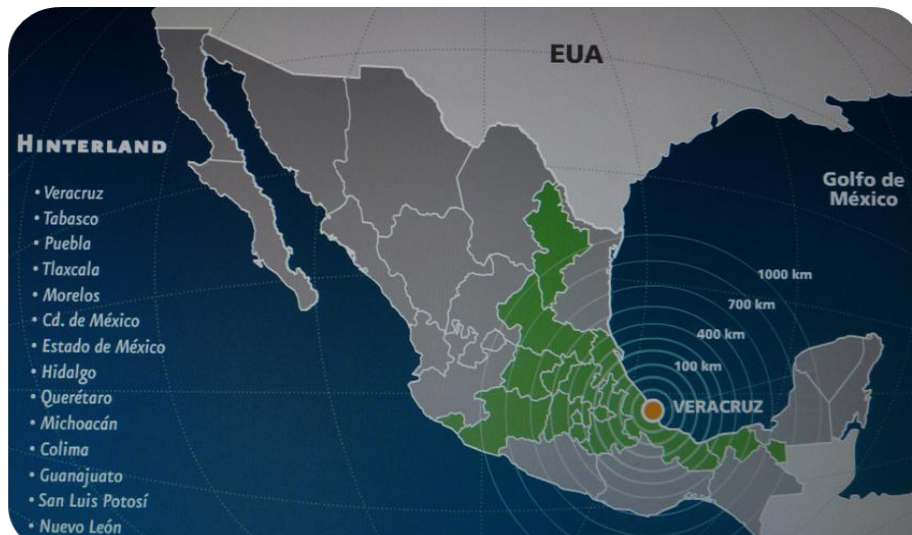 EUA
HINTERLAND
• Veracruz
• Tabasco
• Puebla
• Tlaxcala
• Morelos
• Cd. de México
• Estado de México
• Hidalgo
• Querétaro
• Michoacán
• Colima
• Guanajuato
• San Luis Potosí
• Nuevo León
Golfo de
México
1000 km
700 km
400 km
100 km
VERACRUZ